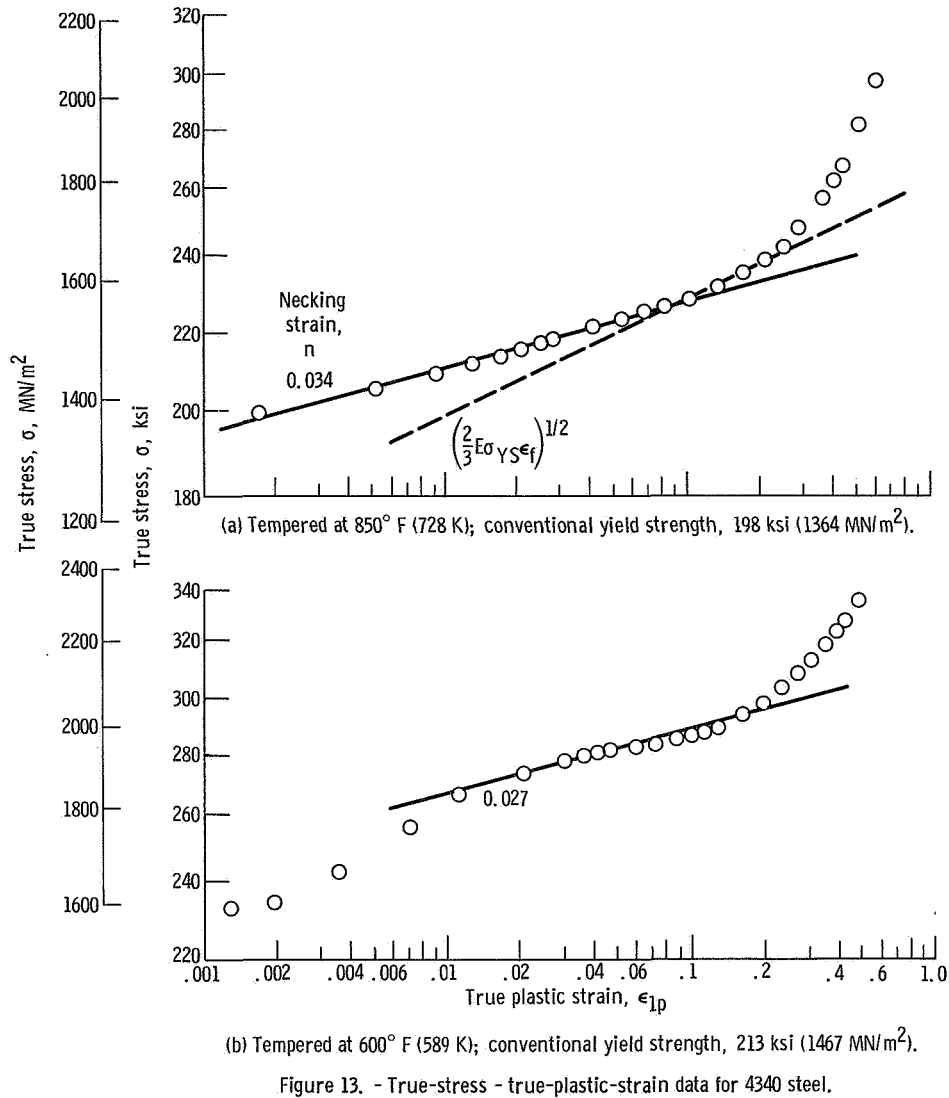 2200
2000
1800
1600
1400
1200
True stress, σ, MN/m²
320
300
280
260
240
220
200
180
True stress, σ, ksi
Necking
strain,
n
0.034
(2/3 Eσ YS ϵf)^1/2
(a) Tempered at 850° F (728 K); conventional yield strength, 198 ksi (1364 MN/m²).
2400
2200
2000
1800
1600
340
320
300
280
260
240
220
0.027
.001 .002 .004 .006 .01 .02 .04 .06 .1 .2 .4 .6 1.0
True plastic strain, ϵ1p
(b) Tempered at 600° F (589 K); conventional yield strength, 213 ksi (1467 MN/m²).
Figure 13. - True-stress - true-plastic-strain data for 4340 steel.